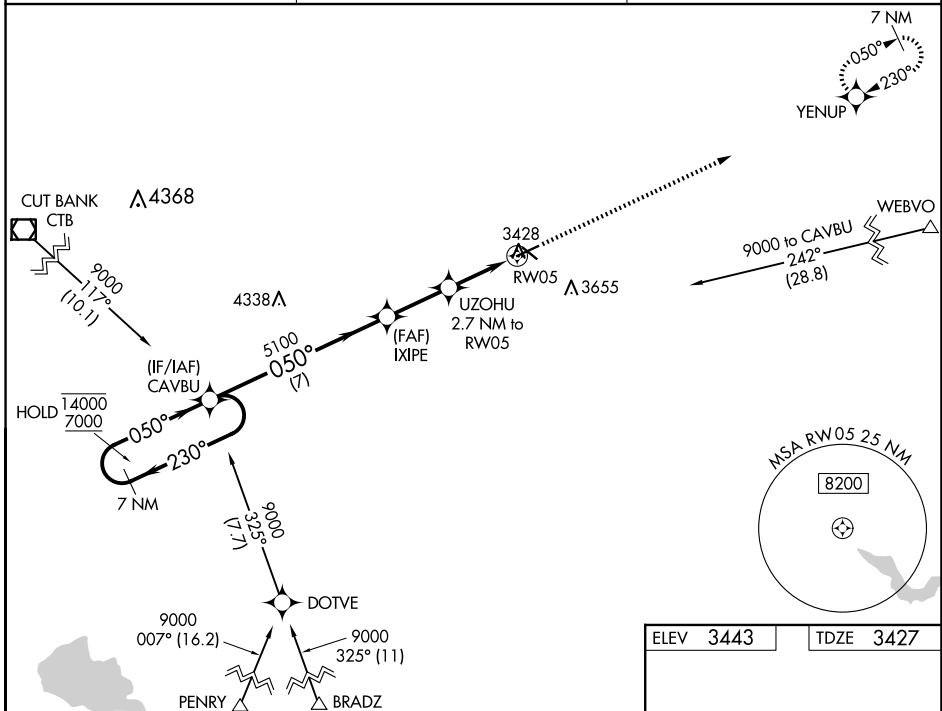 7 NM
050°
230°
YENUP
CUT BANK
CTB
4368
9000
117°
(10.1)
3428
RW05
WEBVO
9000 to CAVBU
242°
(28.8)
4338
3655
UZOHU
2.7 NM to
RW05
(FAF)
IXIPE
5100
050°
(7)
(IF/IAF)
CAVBU
HOLD 14000
7000
050°
230°
7 NM
MSA RW05 25 NM
8200
9000
325°
(7.7)
DOTVE
9000
007° (16.2)
9000
325° (11)
PENRY
BRADZ
ELEV 3443
TDZE 3427